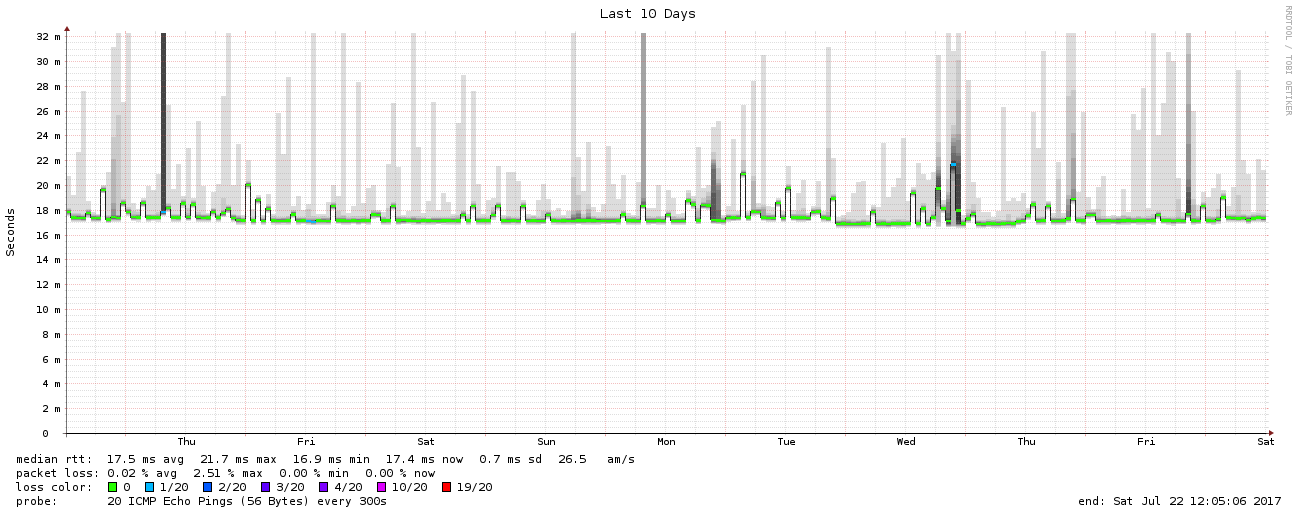 Last 10 Days
RRDTOOL / TOBI OETIKER
Seconds
32 m
30 m
28 m
26 m
24 m
22 m
20 m
18 m
16 m
14 m
12 m
10 m
8 m
6 m
4 m
2 m
0
Thu Fri Sat Sun Mon Tue Wed Thu Fri Sat
median rtt: 17.5 ms avg 21.7 ms max 16.9 ms min 17.4 ms now 0.7 ms sd 26.5 am/s
packet loss: 0.02 % avg 2.51 % max 0.00 % min 0.00 % now
loss color: 0 1/20 2/20 3/20 4/20 10/20 19/20
probe: 20 ICMP Echo Pings (56 Bytes) every 300s end: Sat Jul 22 12:05:06 2017